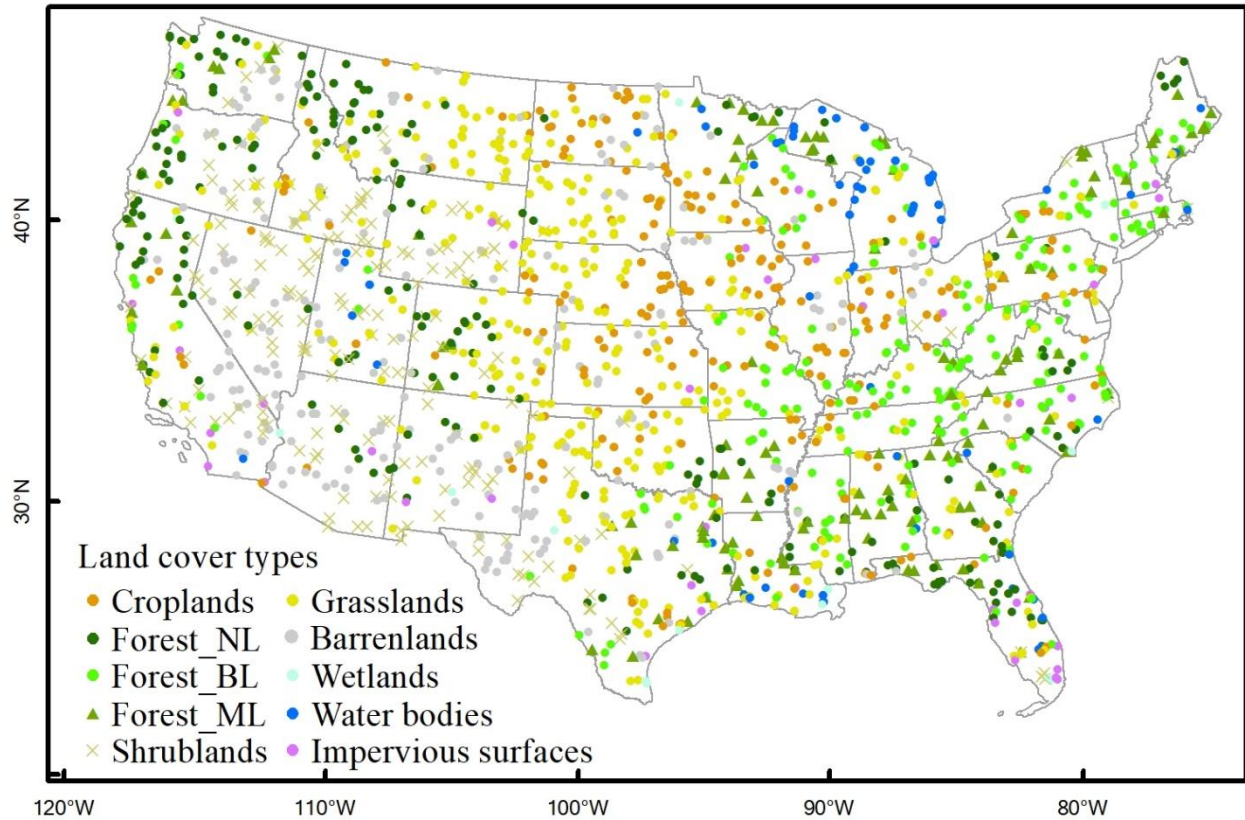 40°N
30°N
Land cover types
Croplands
Grasslands
Forest_NL
Barrenlands
Forest_BL
Wetlands
Forest_ML
Water bodies
Shrublands
Impervious surfaces
120°W
110°W
100°W
90°W
80°W